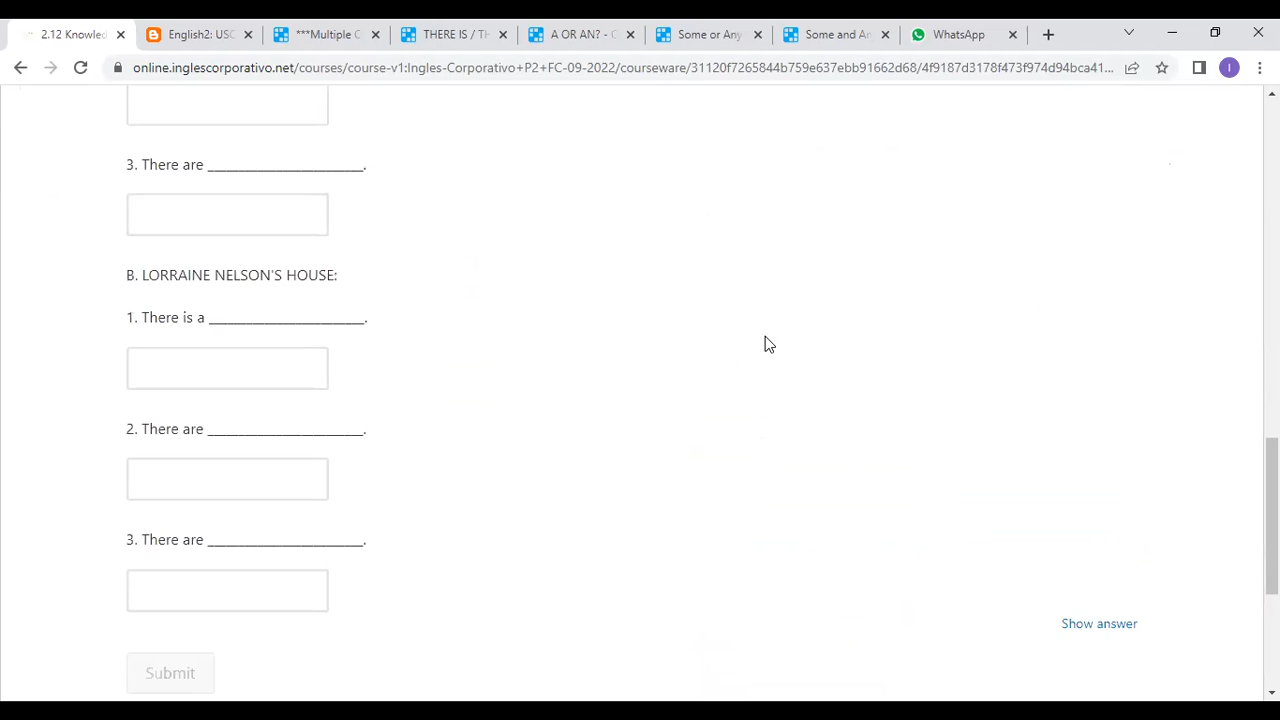 2.12 Knowled
English2: USC
***Multiple C
THERE IS / TH
A OR AN? - C
Some or Any
Some and An
WhatsApp
online.inglescorporativo.net/courses/course-v1:Ingles-Corporativo+P2+FC-09-2022/courseware/31120f7265844b759e637ebb91662d68/4f9187d3178f473f974d94bca41...
I
3. There are ____________________.
B. LORRAINE NELSON'S HOUSE:
1. There is a ____________________.
2. There are ____________________.
3. There are ____________________.
Show answer
Submit